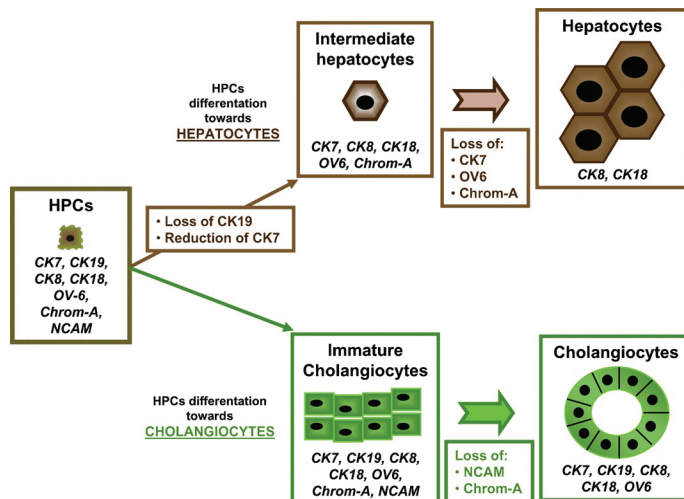 HPCs
CK7, CK19,
CK8, CK18,
OV-6,
Chrom-A,
NCAM
HPCs
differentation
towards
HEPATOCYTES
• Loss of CK19
• Reduction of CK7
Intermediate
hepatocytes
CK7, CK8, CK18,
OV6, Chrom-A
Loss of:
• CK7
• OV6
• Chrom-A
Hepatocytes
CK8, CK18
HPCs differentation
towards
CHOLANGIOCYTES
Immature
Cholangiocytes
CK7, CK19, CK8,
CK18, OV6,
Chrom-A, NCAM
Loss of:
• NCAM
• Chrom-A
Cholangiocytes
CK7, CK19, CK8,
CK18, OV6